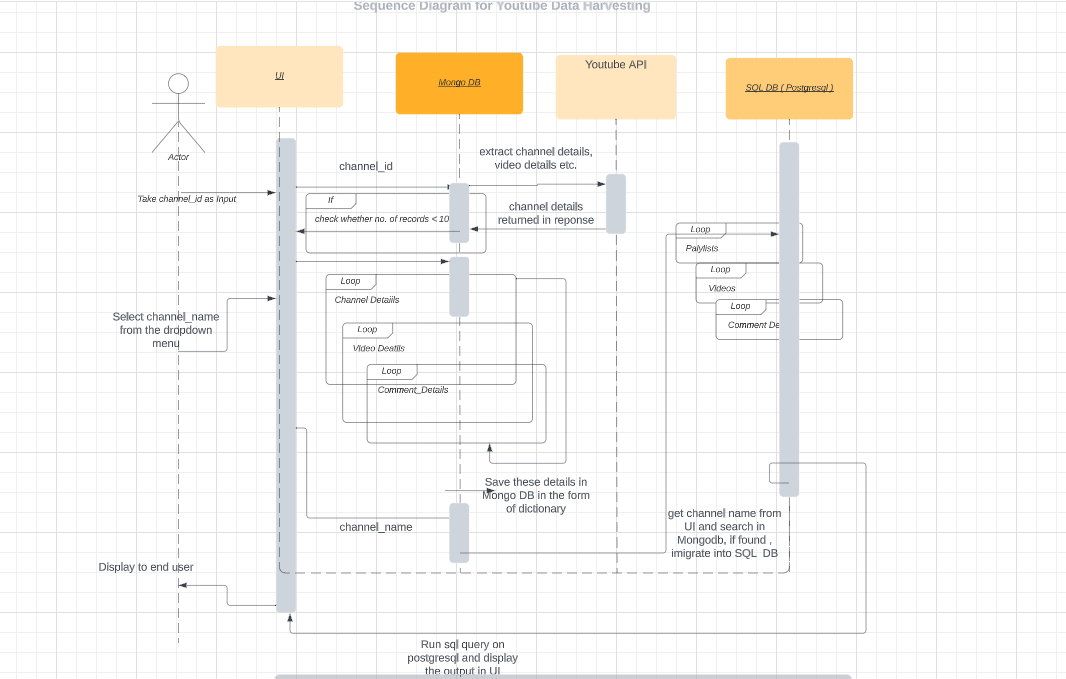 Sequence Diagram for Youtube Data Harvesting
UI
Mongo DB
Youtube API
SQL DB ( Postgresql )
Actor
channel_id
extract channel details,
video details etc.
Take channel_id as Input
If
check whether no. of records < 10
channel details
returned in reponse
Loop
Palylists
Loop
Videos
Loop
Comment De
Loop
Channel Detaiils
Select channel_name
from the dropdown
menu
Loop
Video Deatils
Loop
Comment_Details
Save these details in
Mongo DB in the form
of dictionary
channel_name
get channel name from
UI and search in
Mongodb, if found ,
imigrate into SQL DB
Display to end user
Run sql query on
postgresql and display
the output in UI